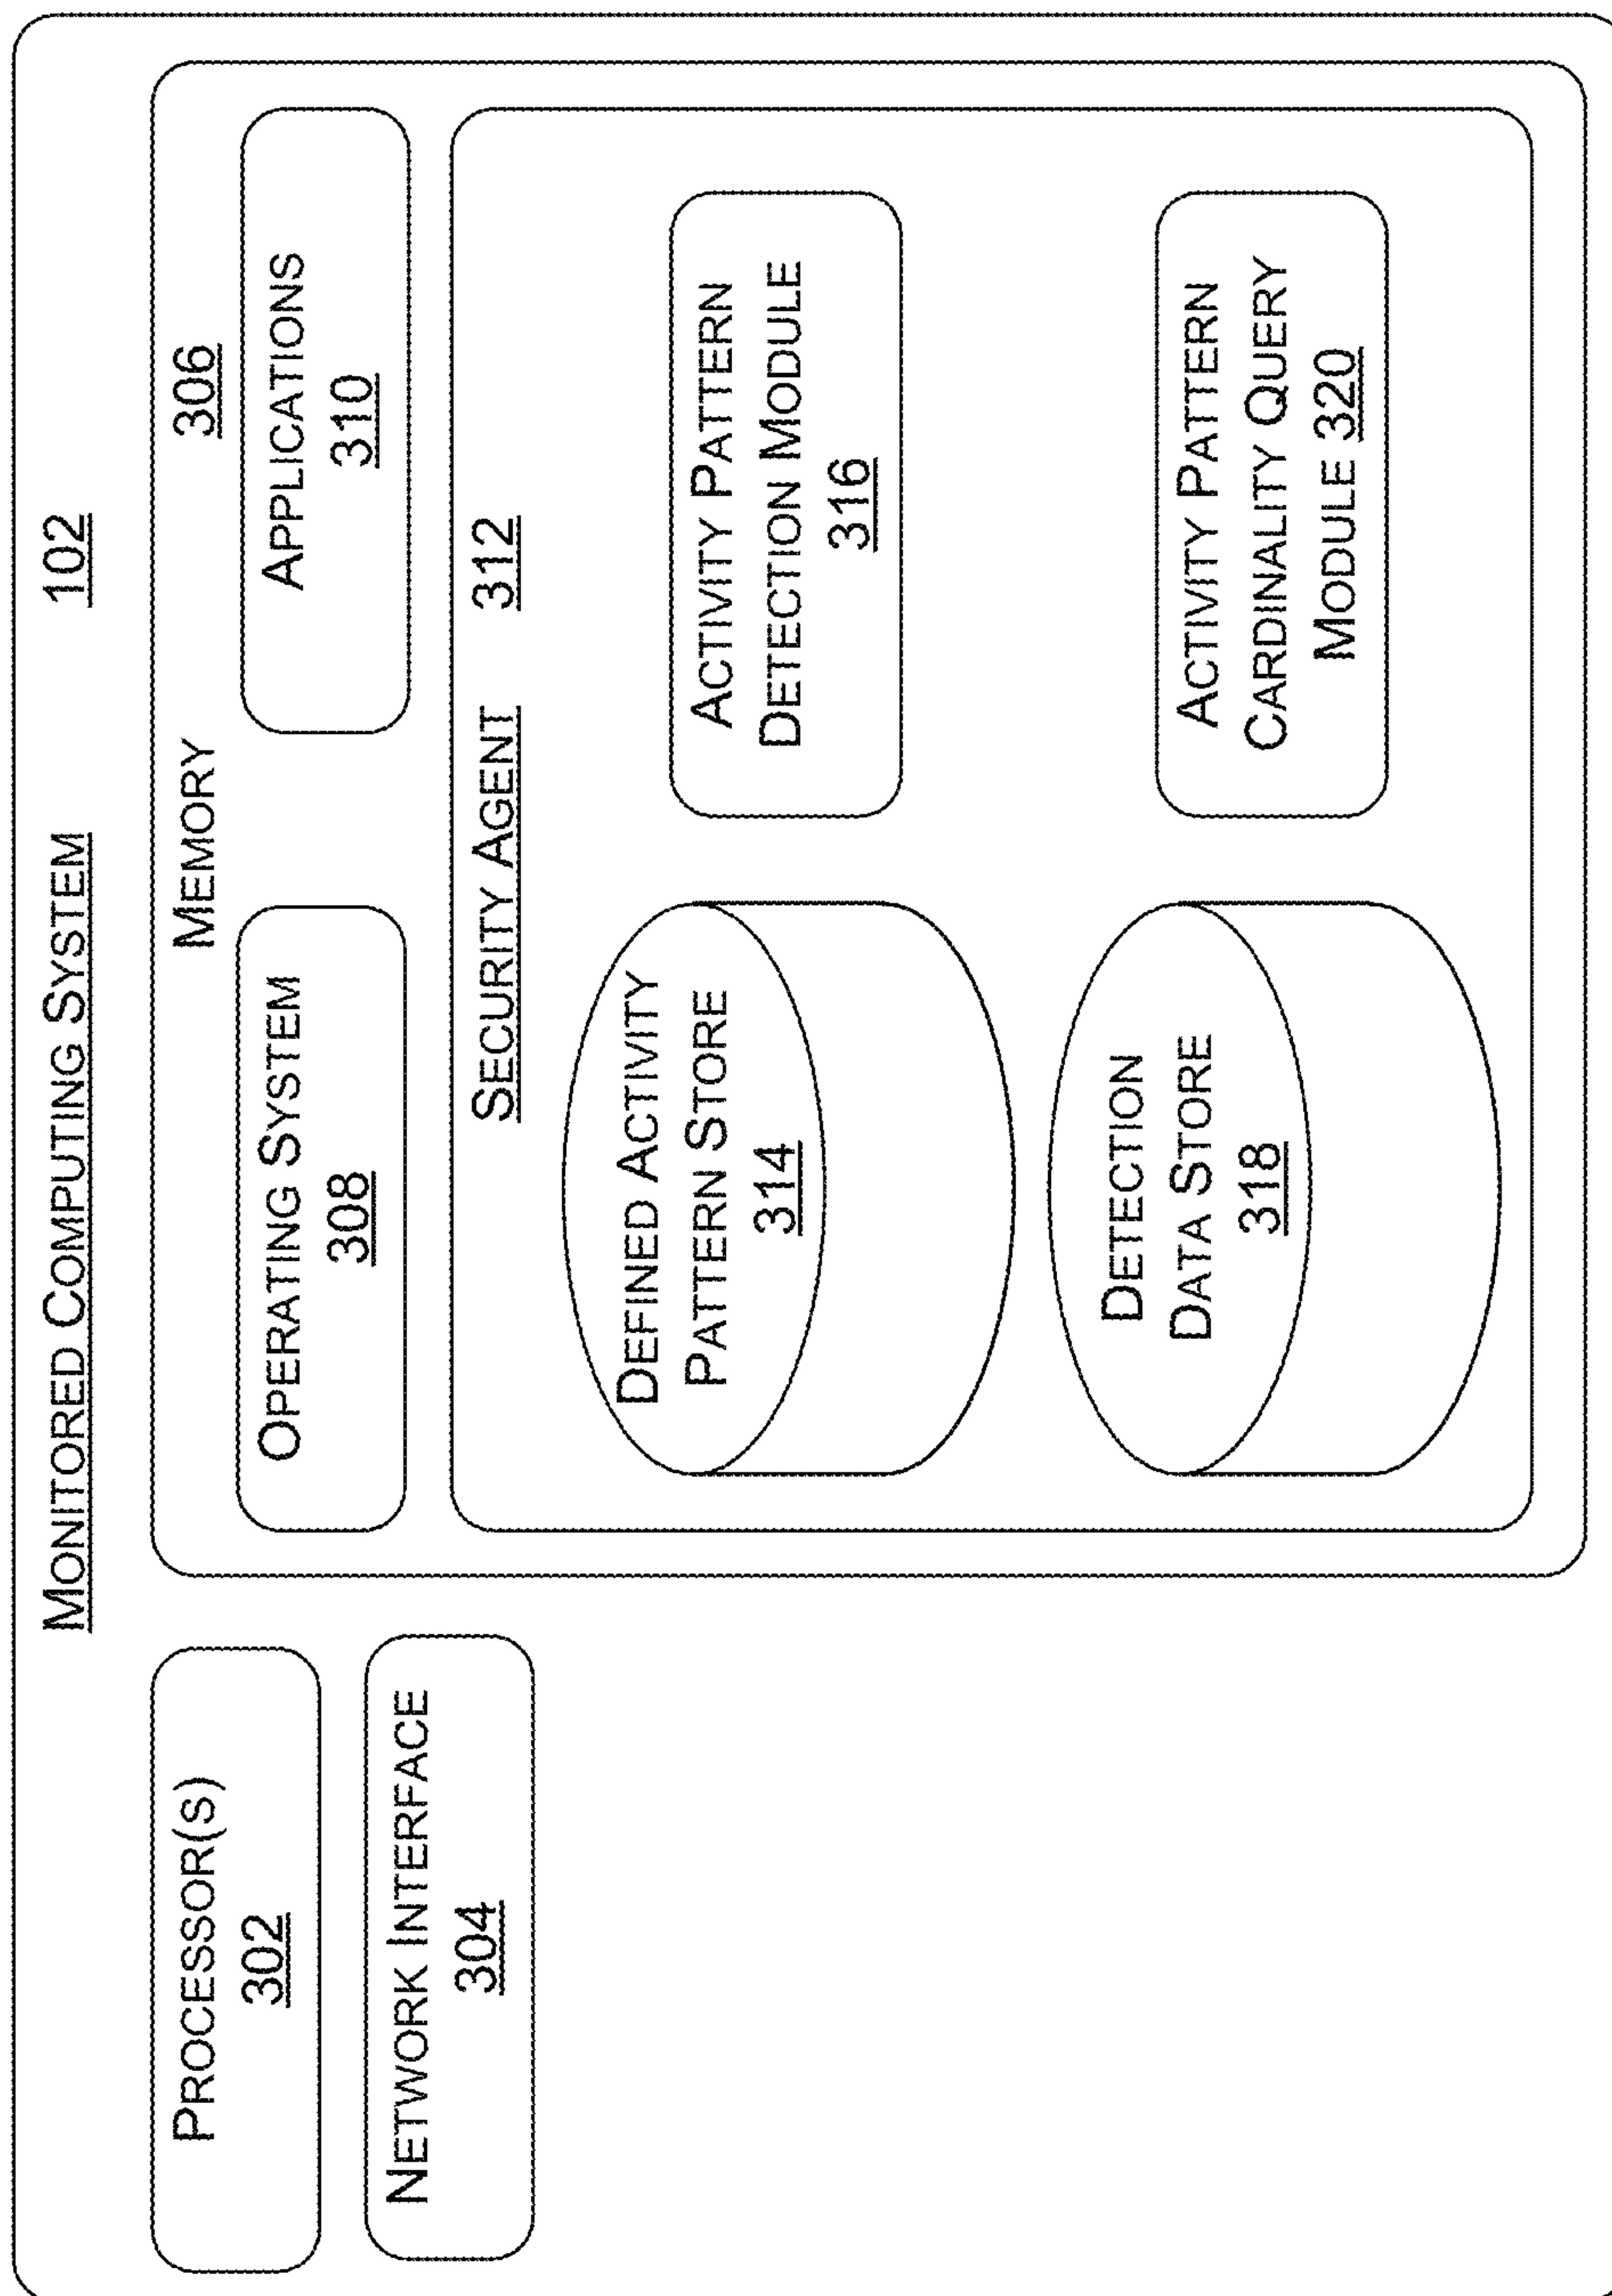 MONITORED COMPUTING SYSTEM 102
PROCESSOR(S)
302
NETWORK INTERFACE
304
MEMORY 306
OPERATING SYSTEM
308
APPLICATIONS
310
SECURITY AGENT 312
DEFINED ACTIVITY
PATTERN STORE
314
ACTIVITY PATTERN
DETECTION MODULE
316
DETECTION
DATA STORE
318
ACTIVITY PATTERN
CARDINALITY QUERY
MODULE 320